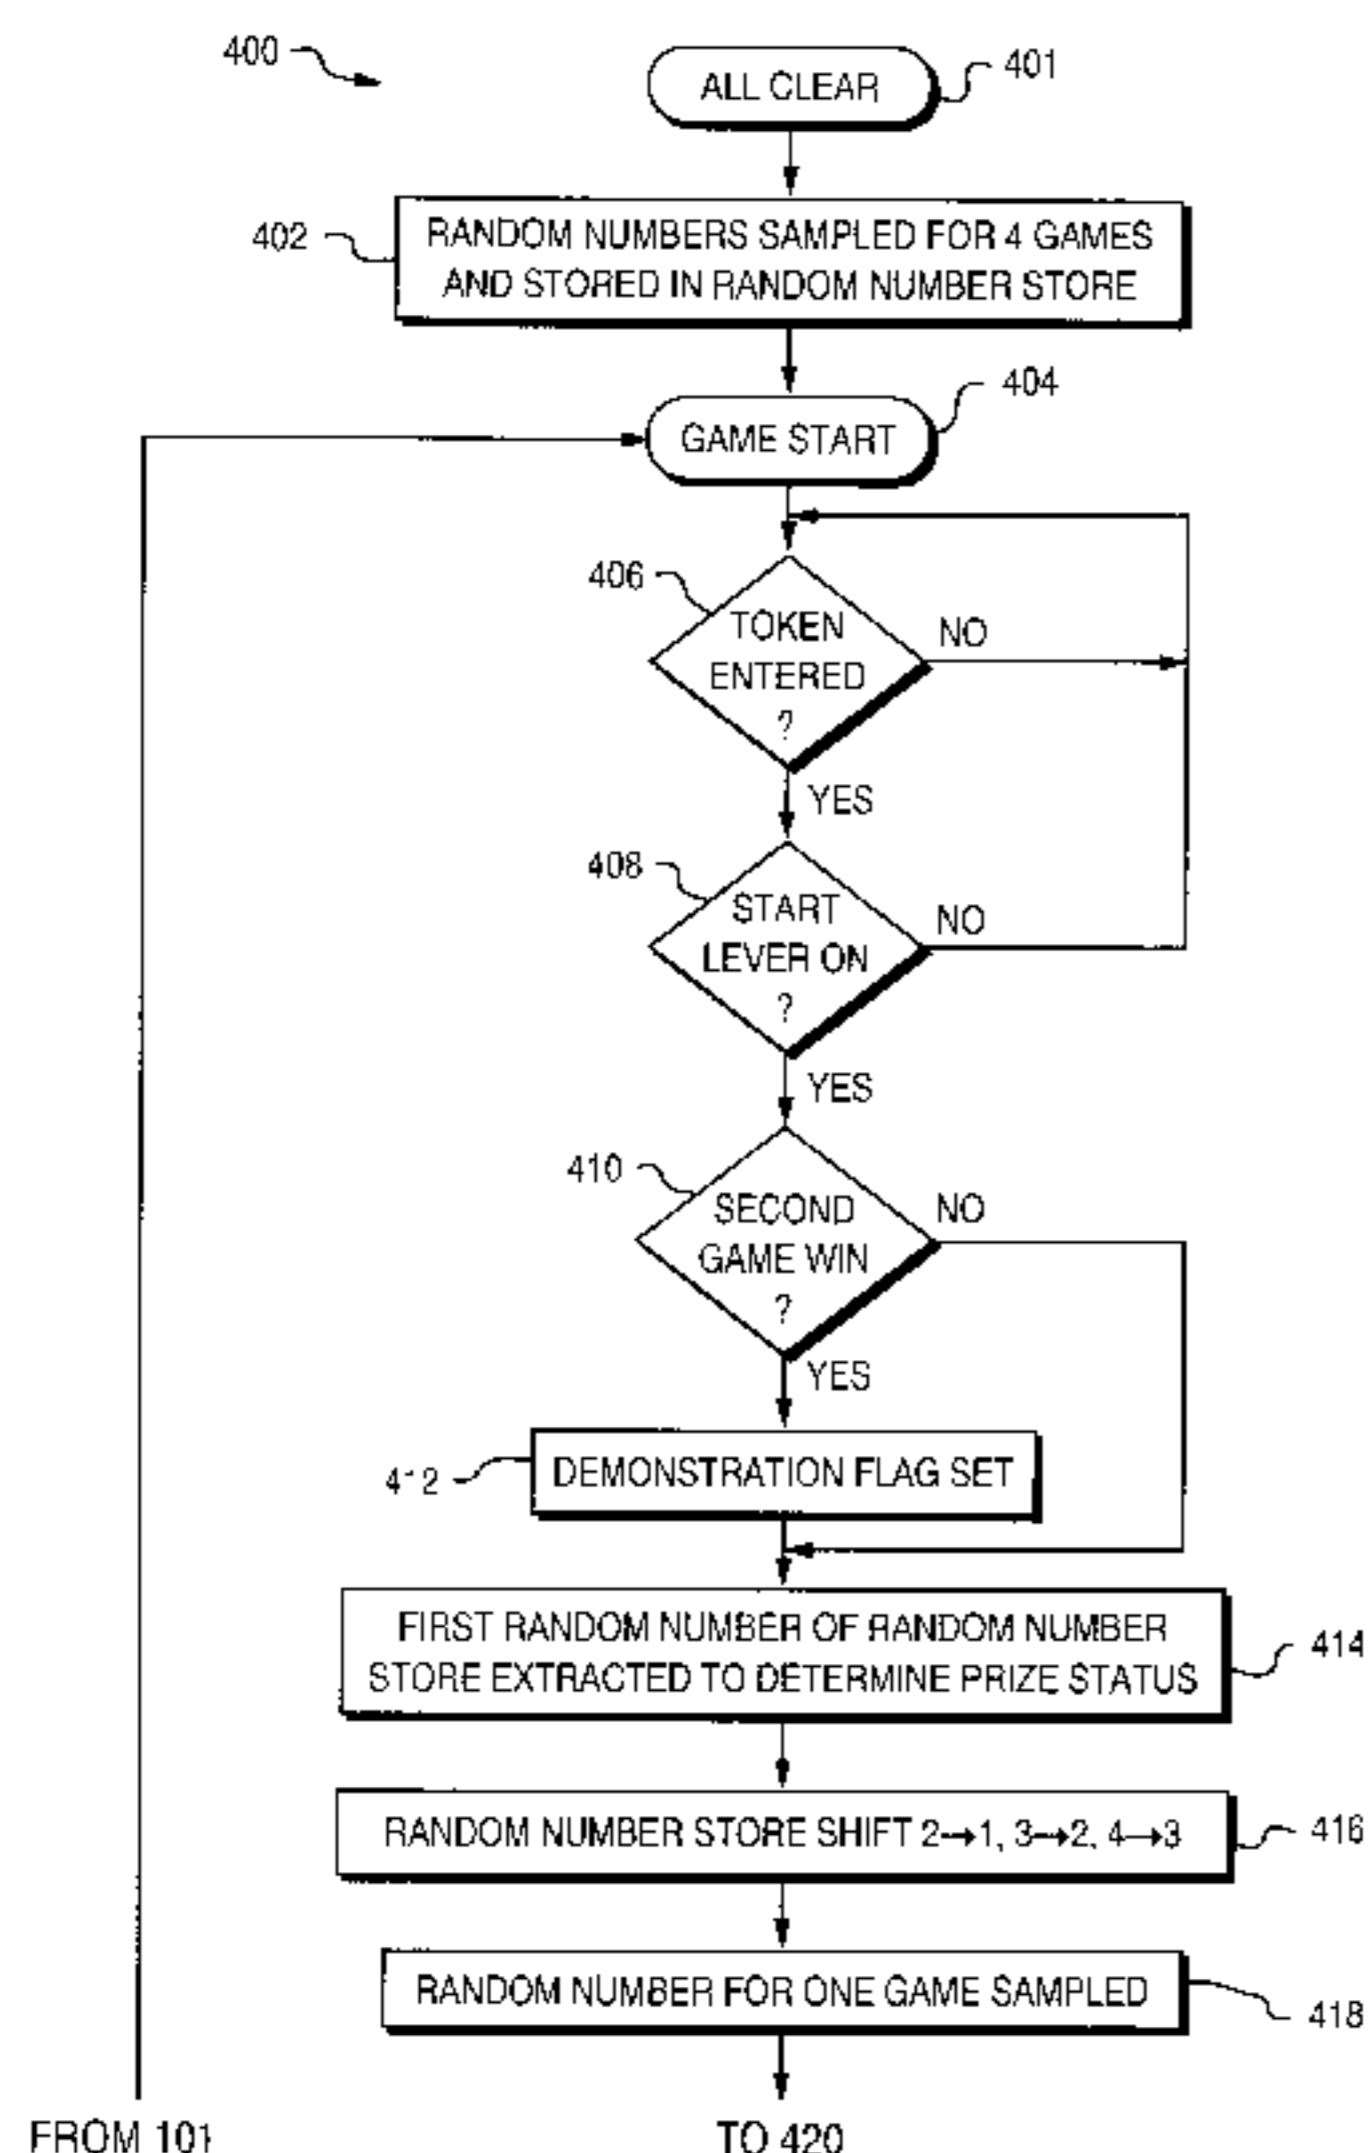 400
ALL CLEAR
401
402
RANDOM NUMBERS SAMPLED FOR 4 GAMES
AND STORED IN RANDOM NUMBER STORE
404
GAME START
406
TOKEN
ENTERED
?
NO
YES
408
START
LEVER ON
?
NO
YES
410
SECOND
GAME WIN
?
NO
YES
412
DEMONSTRATION FLAG SET
FIRST RANDOM NUMBER OF RANDOM NUMBER
STORE EXTRACTED TO DETERMINE PRIZE STATUS
414
RANDOM NUMBER STORE SHIFT 2→1, 3→2, 4→3
416
RANDOM NUMBER FOR ONE GAME SAMPLED
418
FROM 101
TO 420